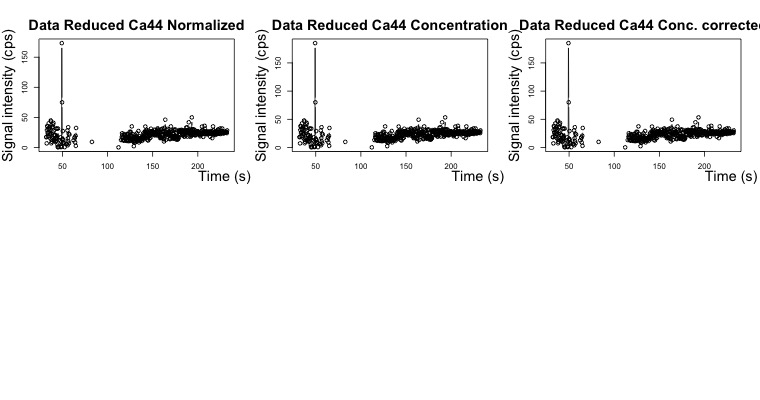 Data Reduced Ca44 Normalized
Signal intensity (cps)
0 50 100 150
50 100 150 200
Time (s)
Data Reduced Ca44 Concentration
Signal intensity (cps)
0 50 100 150
50 100 150 200
Time (s)
Data Reduced Ca44 Conc. corrected
Signal intensity (cps)
0 50 100 150
50 100 150 200
Time (s)